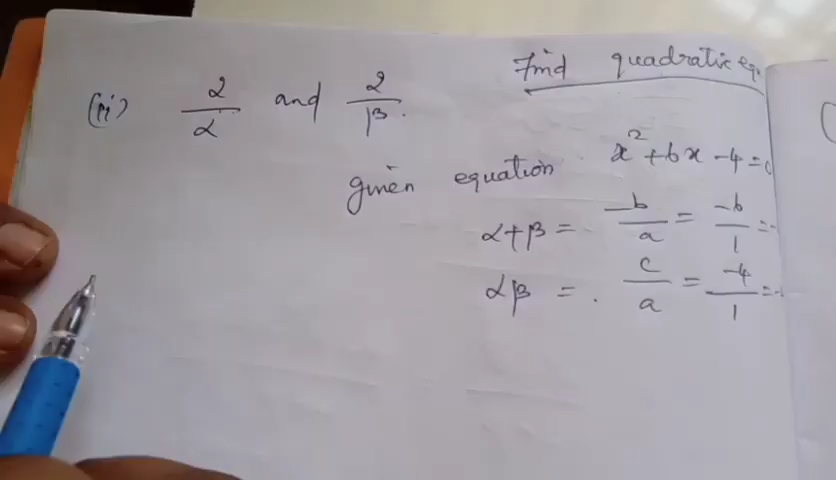 Find quadratic eq
(ii) 2/α and 2/β.
given equation x² + 6x - 4 = 0
α+β = -b/a = -6/1 = -
αβ = . c/a = -4/1 = -
(